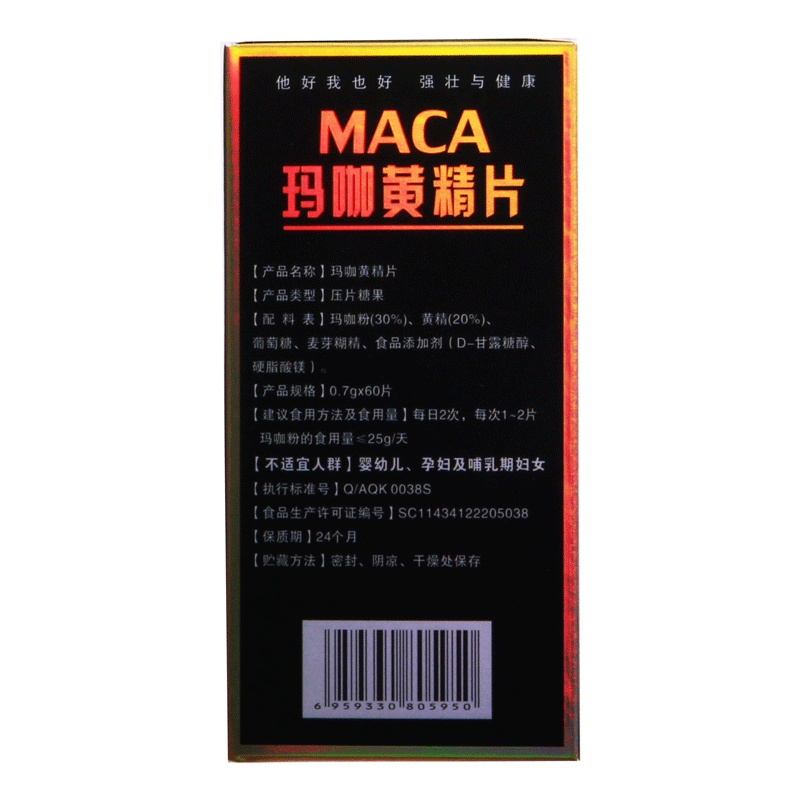 他好我也好 强壮与健康
MACA
玛咖黄精片
【产品名称】玛咖黄精片
【产品类型】压片糖果
【配 料 表】玛咖粉(30%)、黄精(20%)、
葡萄糖、麦芽糊精、食品添加剂(D-甘露糖醇、
硬脂酸镁)。
【产品规格】0.7gx60片
【建议食用方法及食用量】每日2次，每次1~2片
玛咖粉的食用量≤25g/天
【不适宜人群】婴幼儿、孕妇及哺乳期妇女
【执行标准号】Q/AQK 0038S
【食品生产许可证编号】SC11434122205038
【保质期】24个月
【贮藏方法】密封、阴凉、干燥处保存
6 959330 805950